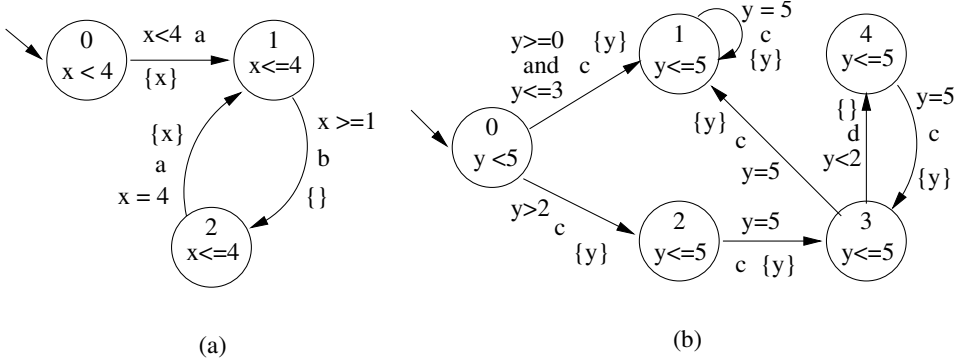 0
x < 4
x<4 a
{x}
1
x<=4
{x}
a
x = 4
x >=1
b
{}
2
x<=4
(a)
0
y <5
y>=0 {y}
and c
y<=3
1
y<=5
y = 5
c
{y}
4
y<=5
{y}
c
y=5
{}
d
y<2
y=5
c
{y}
y>2
c
{y}
2
y<=5
y=5
c {y}
3
y<=5
(b)